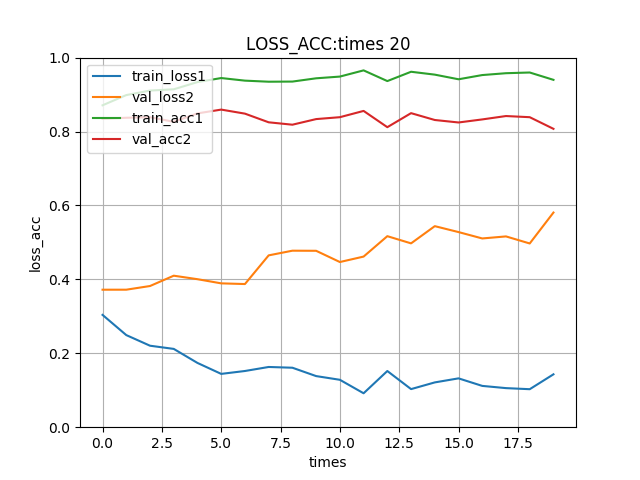 LOSS_ACC:times 20
train_loss1
val_loss2
train_acc1
val_acc2
1.0
0.8
0.6
0.4
0.2
0.0
loss_acc
0.0 2.5 5.0 7.5 10.0 12.5 15.0 17.5
times